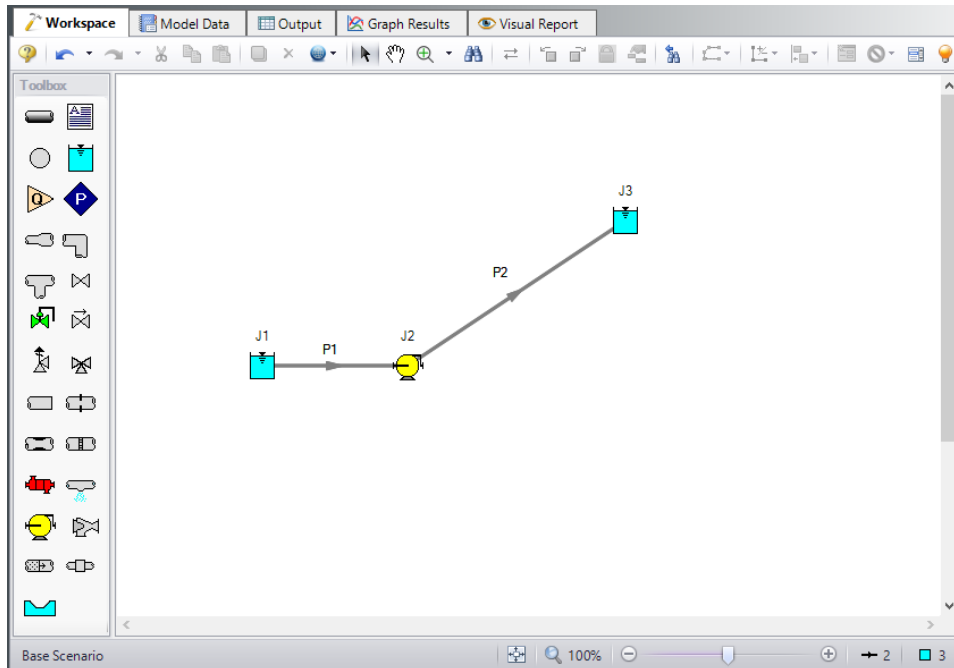 Workspace Model Data Output Graph Results Visual Report
Toolbox
A
Q P
J3
P2
J1 J2
P1
Base Scenario 100% 2 3